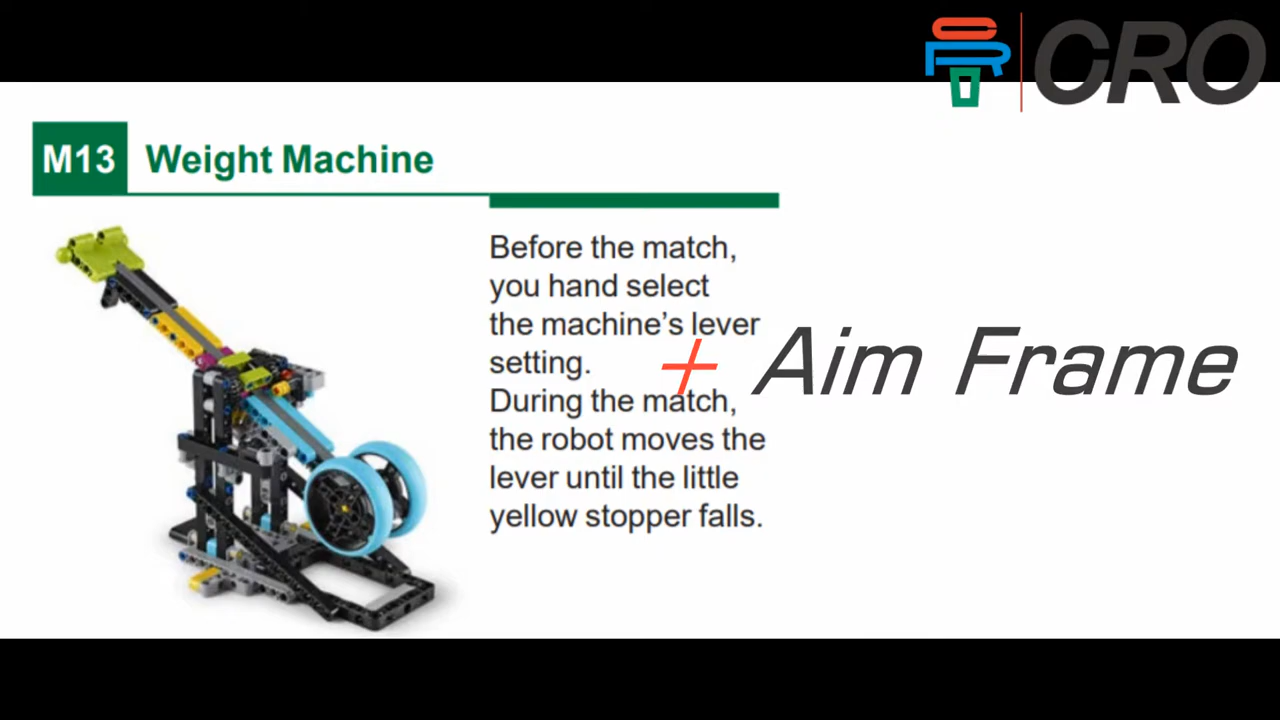 CRO
M13 Weight Machine
Before the match,
you hand select
the machine's lever
setting.
During the match,
the robot moves the
lever until the little
yellow stopper falls.
+ Aim Frame